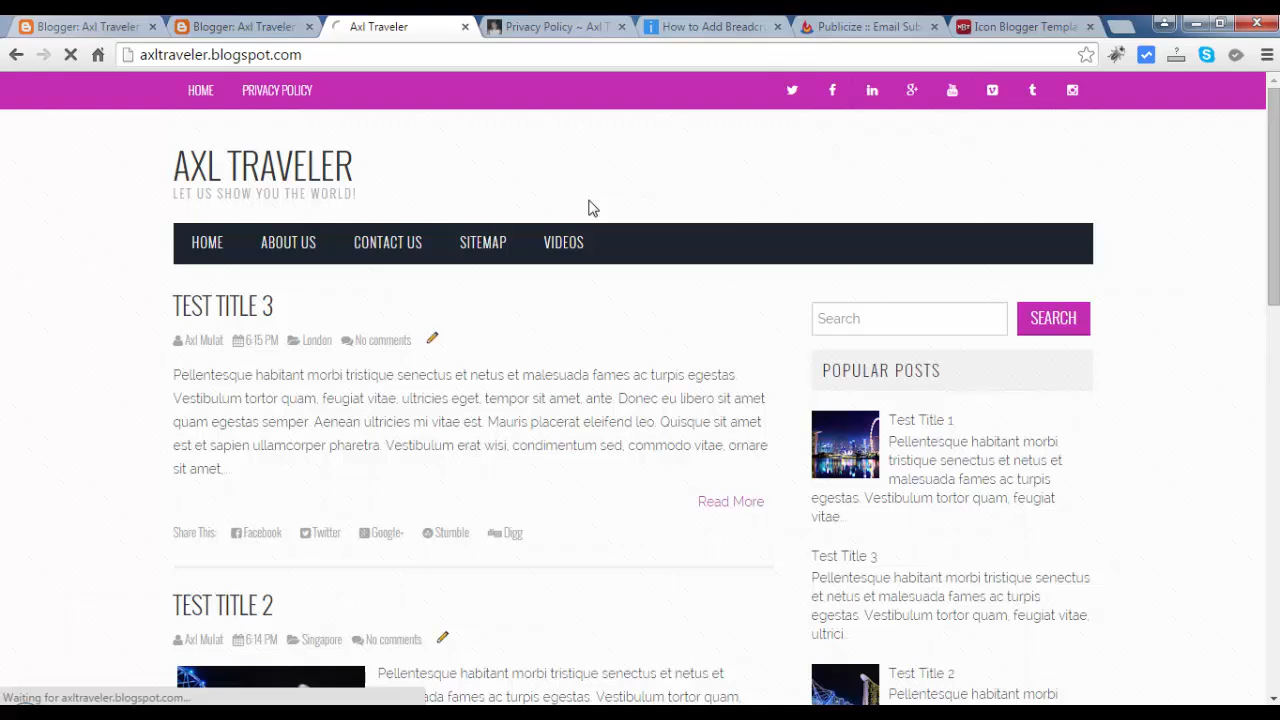 Blogger: Axl Traveler
Blogger: Axl Traveler
Axl Traveler
Privacy Policy ~ Axl T
How to Add Breadcru
Publicize :: Email Sub
Icon Blogger Templa
axltraveler.blogspot.com
HOME
PRIVACY POLICY
AXL TRAVELER
LET US SHOW YOU THE WORLD!
HOME
ABOUT US
CONTACT US
SITEMAP
VIDEOS
TEST TITLE 3
Axl Mulat 6:15 PM London No comments
Pellentesque habitant morbi tristique senectus et netus et malesuada fames ac turpis egestas.
Vestibulum tortor quam, feugiat vitae, ultricies eget, tempor sit amet, ante. Donec eu libero sit amet
quam egestas semper. Aenean ultricies mi vitae est. Mauris placerat eleifend leo. Quisque sit amet
est et sapien ullamcorper pharetra. Vestibulum erat wisi, condimentum sed, commodo vitae, ornare
sit amet,...
Read More
Share This: Facebook Twitter Google+ Stumble Digg
TEST TITLE 2
Axl Mulat 6:14 PM Singapore No comments
Pellentesque habitant morbi tristique senectus et netus et
malesuada fames ac turpis egestas. Vestibulum tortor quam,
Search
SEARCH
POPULAR POSTS
Test Title 1
Pellentesque habitant morbi
tristique senectus et netus et
malesuada fames ac turpis
egestas. Vestibulum tortor quam, feugiat
vitae...
Test Title 3
Pellentesque habitant morbi tristique senectus
et netus et malesuada fames ac turpis
egestas. Vestibulum tortor quam, feugiat vitae,
ultrici...
Test Title 2
Pellentesque habitant morbi
Waiting for axltraveler.blogspot.com...